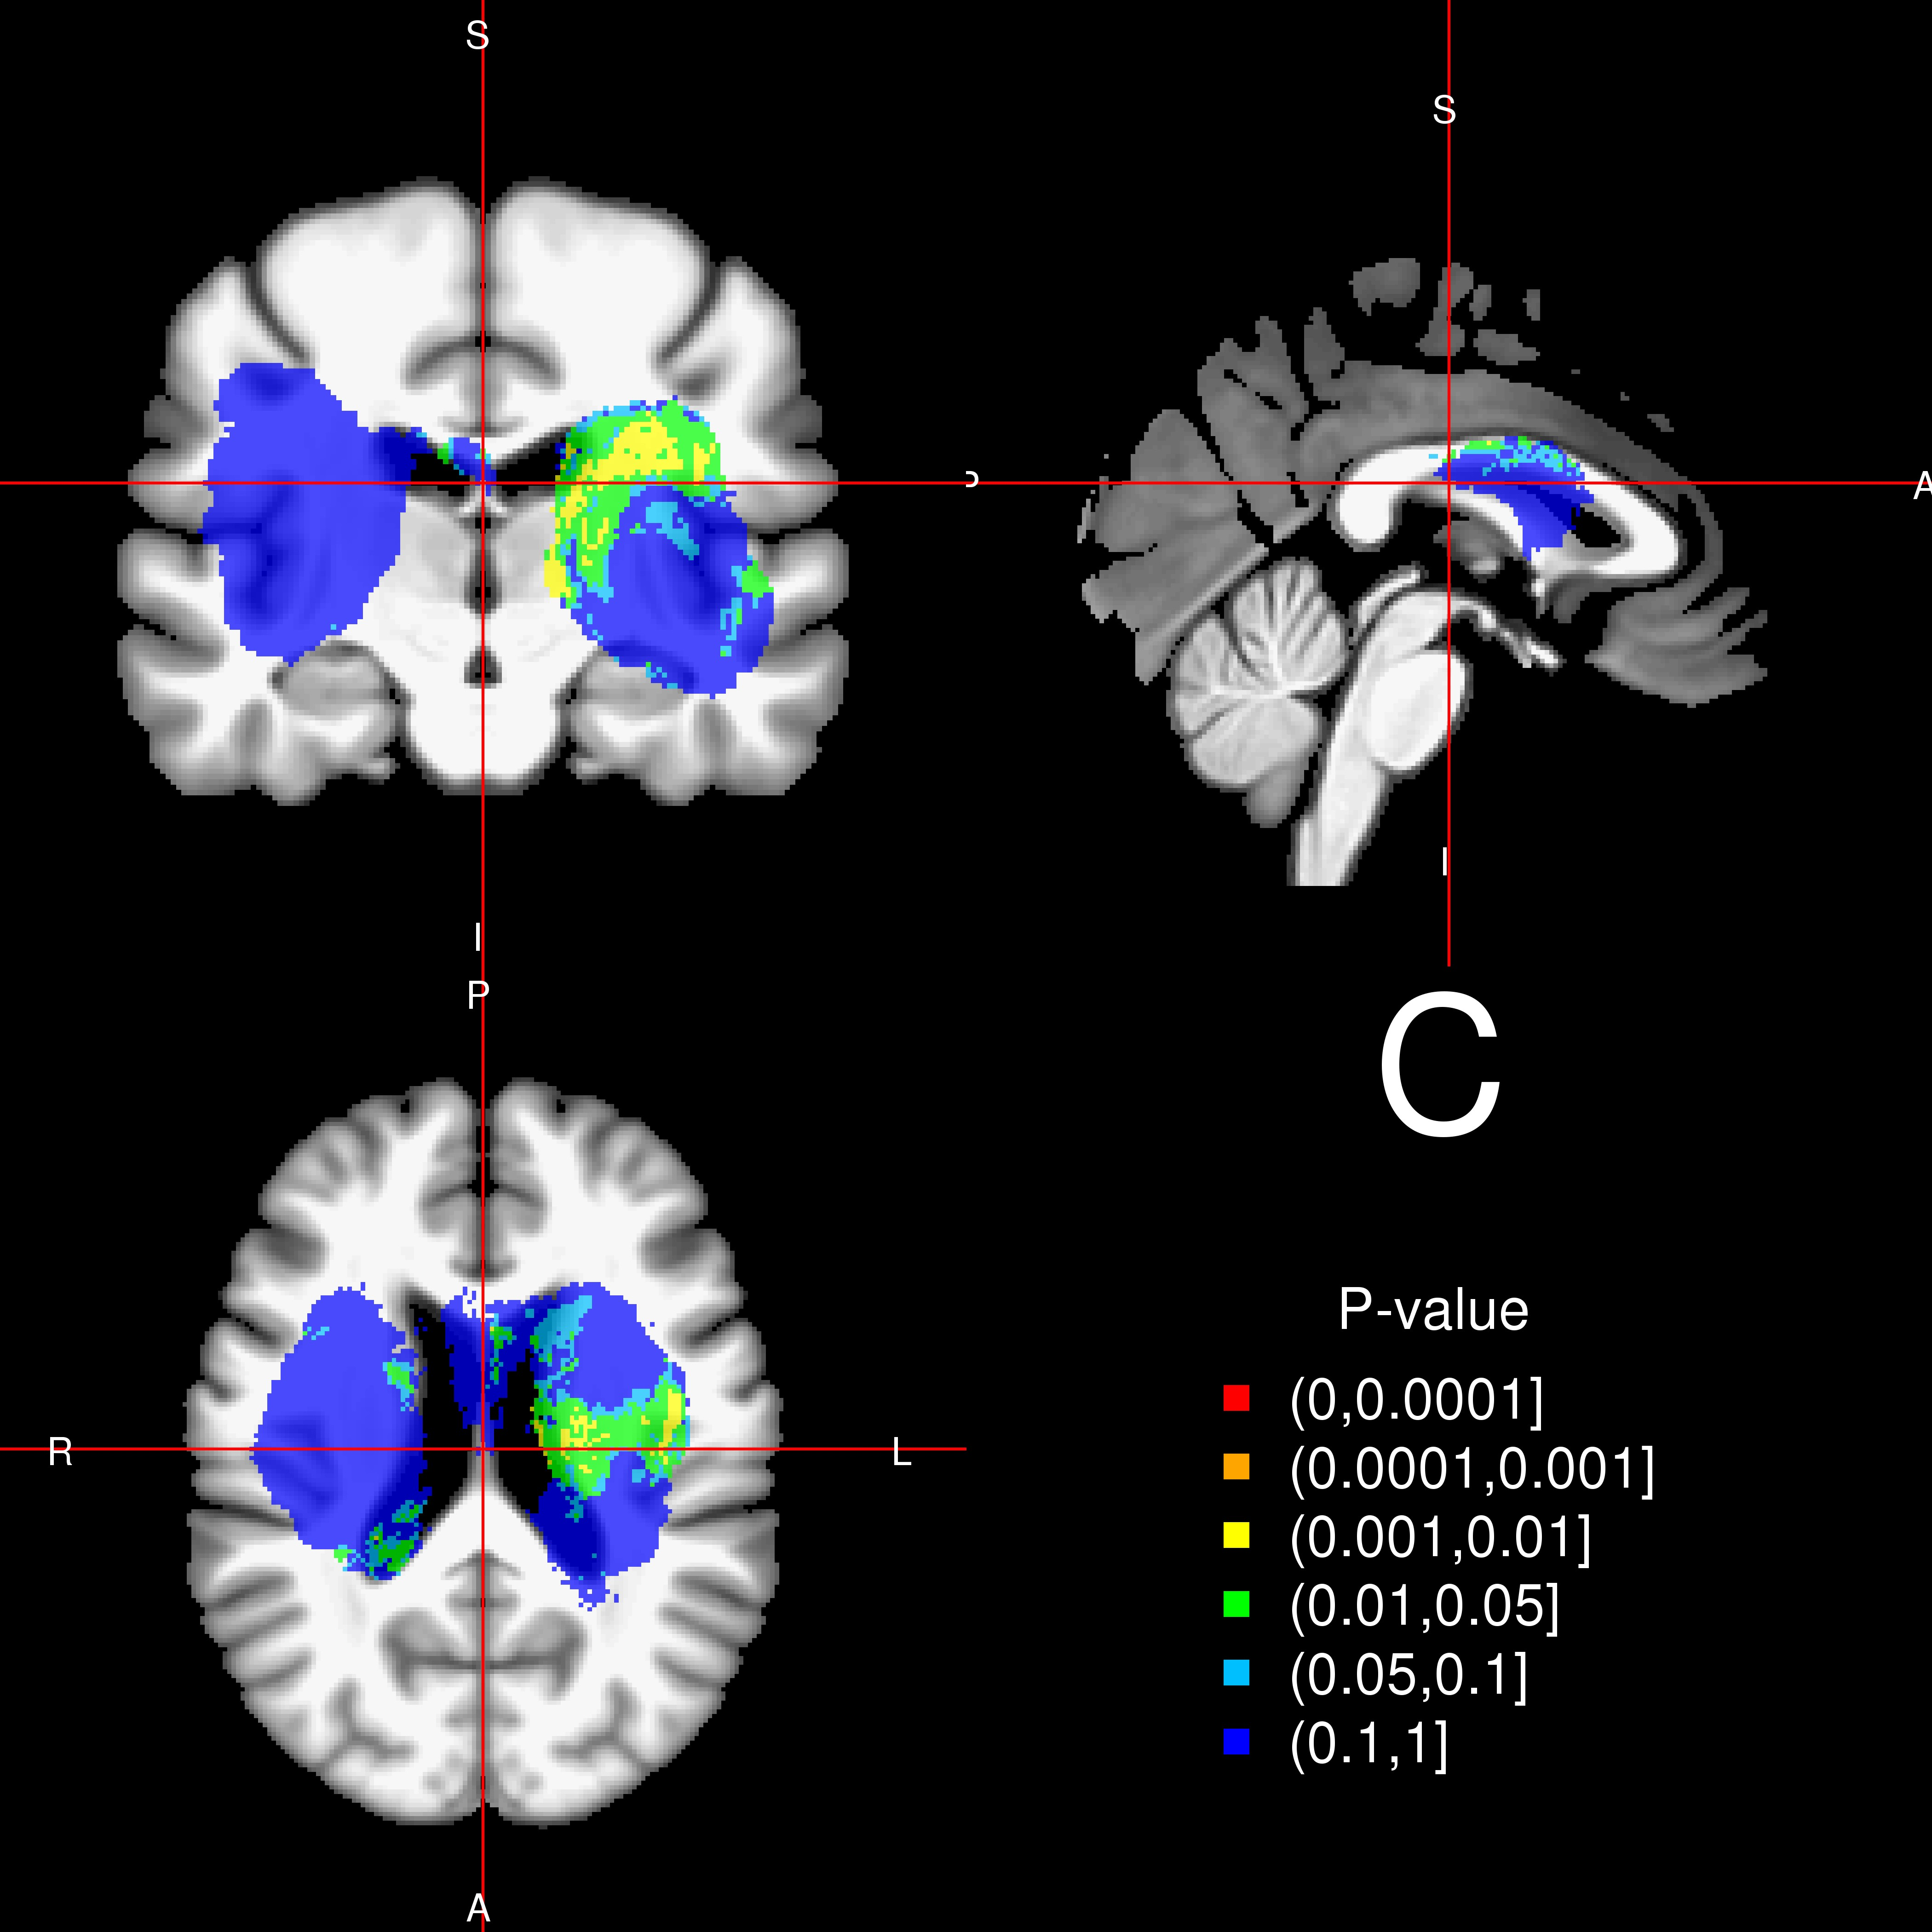 S
S
P
A
I
I
P
C
P-value
(0,0.0001]
(0.0001,0.001]
R
L
(0.001,0.01]
(0.01,0.05]
(0.05,0.1]
(0.1,1]
A